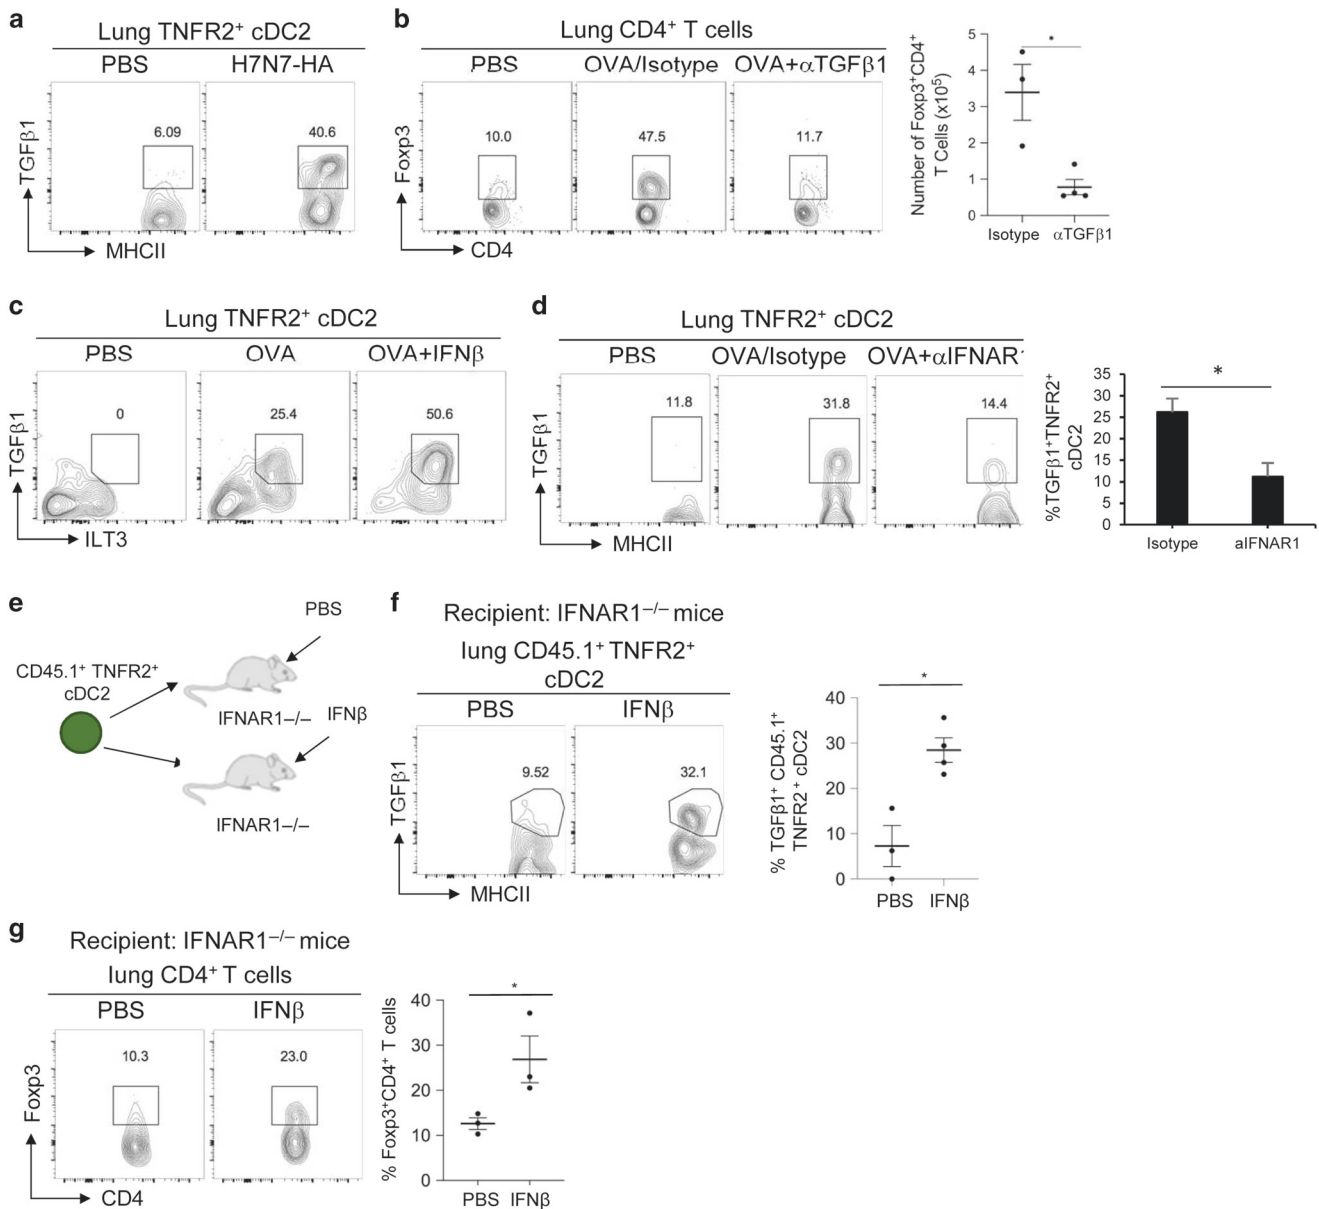 a
Lung TNFR2⁺ cDC2
PBS
H7N7-HA
6.09
40.6
TGFβ1
MHCII
b
Lung CD4⁺ T cells
PBS
OVA/Isotype
OVA+αTGFβ1
10.0
47.5
11.7
Foxp3
CD4
Number of Foxp3⁺CD4⁺
T Cells (x10⁵)
5
4
3
2
1
0
*
Isotype
αTGFβ1
c
Lung TNFR2⁺ cDC2
PBS
OVA
OVA+IFNβ
0
25.4
50.6
TGFβ1
ILT3
d
Lung TNFR2⁺ cDC2
PBS
OVA/Isotype
OVA+αIFNAR1
11.8
31.8
14.4
TGFβ1
MHCII
%TGFβ1⁺TNFR2⁺
cDC2
35
30
25
20
15
10
5
0
*
Isotype
aIFNAR1
e
PBS
CD45.1⁺ TNFR2⁺
cDC2
IFNAR1–/–
IFNβ
IFNAR1–/–
f
Recipient: IFNAR1⁻/⁻ mice
lung CD45.1⁺ TNFR2⁺
cDC2
PBS
IFNβ
9.52
32.1
TGFβ1
MHCII
% TGFβ1⁺ CD45.1⁺
TNFR2⁺ cDC2
40
30
20
10
0
*
PBS
IFNβ
g
Recipient: IFNAR1⁻/⁻ mice
lung CD4⁺ T cells
PBS
IFNβ
10.3
23.0
Foxp3
CD4
% Foxp3⁺CD4⁺ T cells
40
30
20
10
0
*
PBS
IFNβ